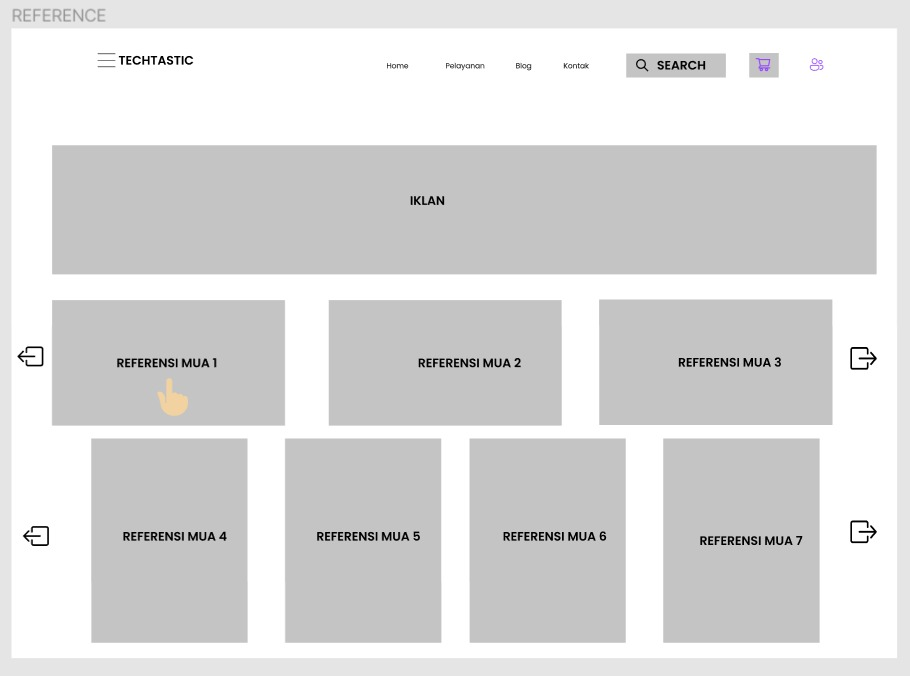 REFERENCE
TECHTASTIC
Home
Pelayanan
Blog
Kontak
SEARCH
IKLAN
REFERENSI MUA 1
REFERENSI MUA 2
REFERENSI MUA 3
REFERENSI MUA 4
REFERENSI MUA 5
REFERENSI MUA 6
REFERENSI MUA 7